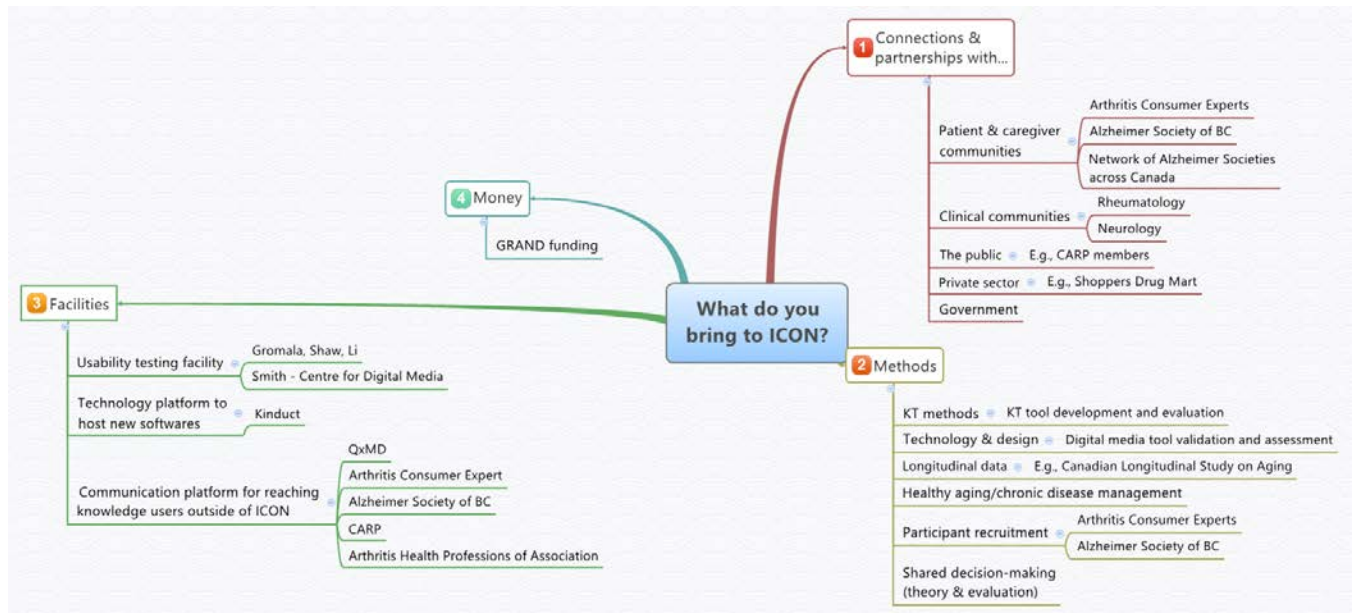 What do you
bring to ICON?
1 Connections &
partnerships with...
Patient & caregiver
communities
Arthritis Consumer Experts
Alzheimer Society of BC
Network of Alzheimer Societies
across Canada
Clinical communities
Rheumatology
Neurology
The public
E.g., CARP members
Private sector
E.g., Shoppers Drug Mart
Government
2 Methods
KT methods
KT tool development and evaluation
Technology & design
Digital media tool validation and assessment
Longitudinal data
E.g., Canadian Longitudinal Study on Aging
Healthy aging/chronic disease management
Participant recruitment
Arthritis Consumer Experts
Alzheimer Society of BC
Shared decision-making
(theory & evaluation)
3 Facilities
Usability testing facility
Gromala, Shaw, Li
Smith - Centre for Digital Media
Technology platform to
host new softwares
Kinduct
Communication platform for reaching
knowledge users outside of ICON
QxMD
Arthritis Consumer Expert
Alzheimer Society of BC
CARP
Arthritis Health Professions of Association
4 Money
GRAND funding